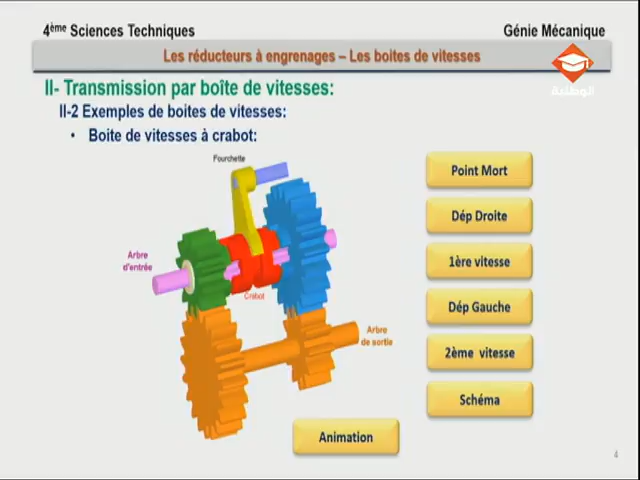 4ème Sciences Techniques
Génie Mécanique
Les réducteurs à engrenages – Les boites de vitesses
الوطنية
II- Transmission par boîte de vitesses:
II-2 Exemples de boites de vitesses:
• Boite de vitesses à crabot:
Fourchette
Arbre
d'entrée
Crabot
Arbre
de sortie
Point Mort
Dép Droite
1ère vitesse
Dép Gauche
2ème vitesse
Schéma
Animation
4